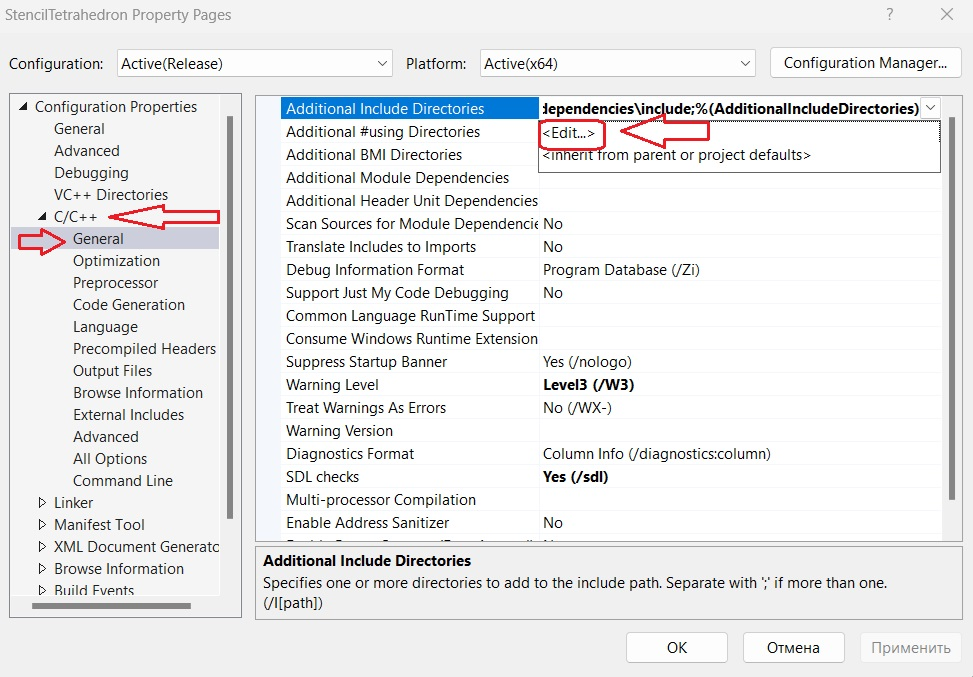 StencilTetrahedron Property Pages ?
Configuration: Active(Release) Platform: Active(x64) Configuration Manager...
Configuration Properties
General
Advanced
Debugging
VC++ Directories
C/C++
General
Optimization
Preprocessor
Code Generation
Language
Precompiled Headers
Output Files
Browse Information
External Includes
Advanced
All Options
Command Line
Linker
Manifest Tool
XML Document Generato
Browse Information
Build Events
Additional Include Directories dependencies\include;%(AdditionalIncludeDirectories)
Additional #using Directories <Edit...>
Additional BMI Directories <inherit from parent or project defaults>
Additional Module Dependencies
Additional Header Unit Dependencies
Scan Sources for Module Dependencie No
Translate Includes to Imports No
Debug Information Format Program Database (/Zi)
Support Just My Code Debugging No
Common Language RunTime Support
Consume Windows Runtime Extension
Suppress Startup Banner Yes (/nologo)
Warning Level Level3 (/W3)
Treat Warnings As Errors No (/WX-)
Warning Version
Diagnostics Format Column Info (/diagnostics:column)
SDL checks Yes (/sdl)
Multi-processor Compilation
Enable Address Sanitizer No
Additional Include Directories
Specifies one or more directories to add to the include path. Separate with ';' if more than one.
(/I[path])
OK Отмена Применить